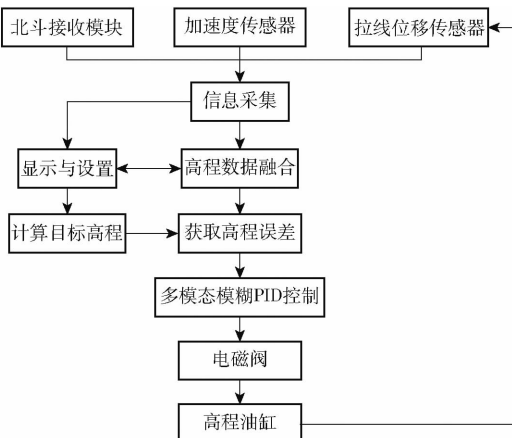 北斗接收模块
加速度传感器
拉线位移传感器
信息采集
显示与设置
高程数据融合
计算目标高程
获取高程误差
多模态模糊PID控制
电磁阀
高程油缸